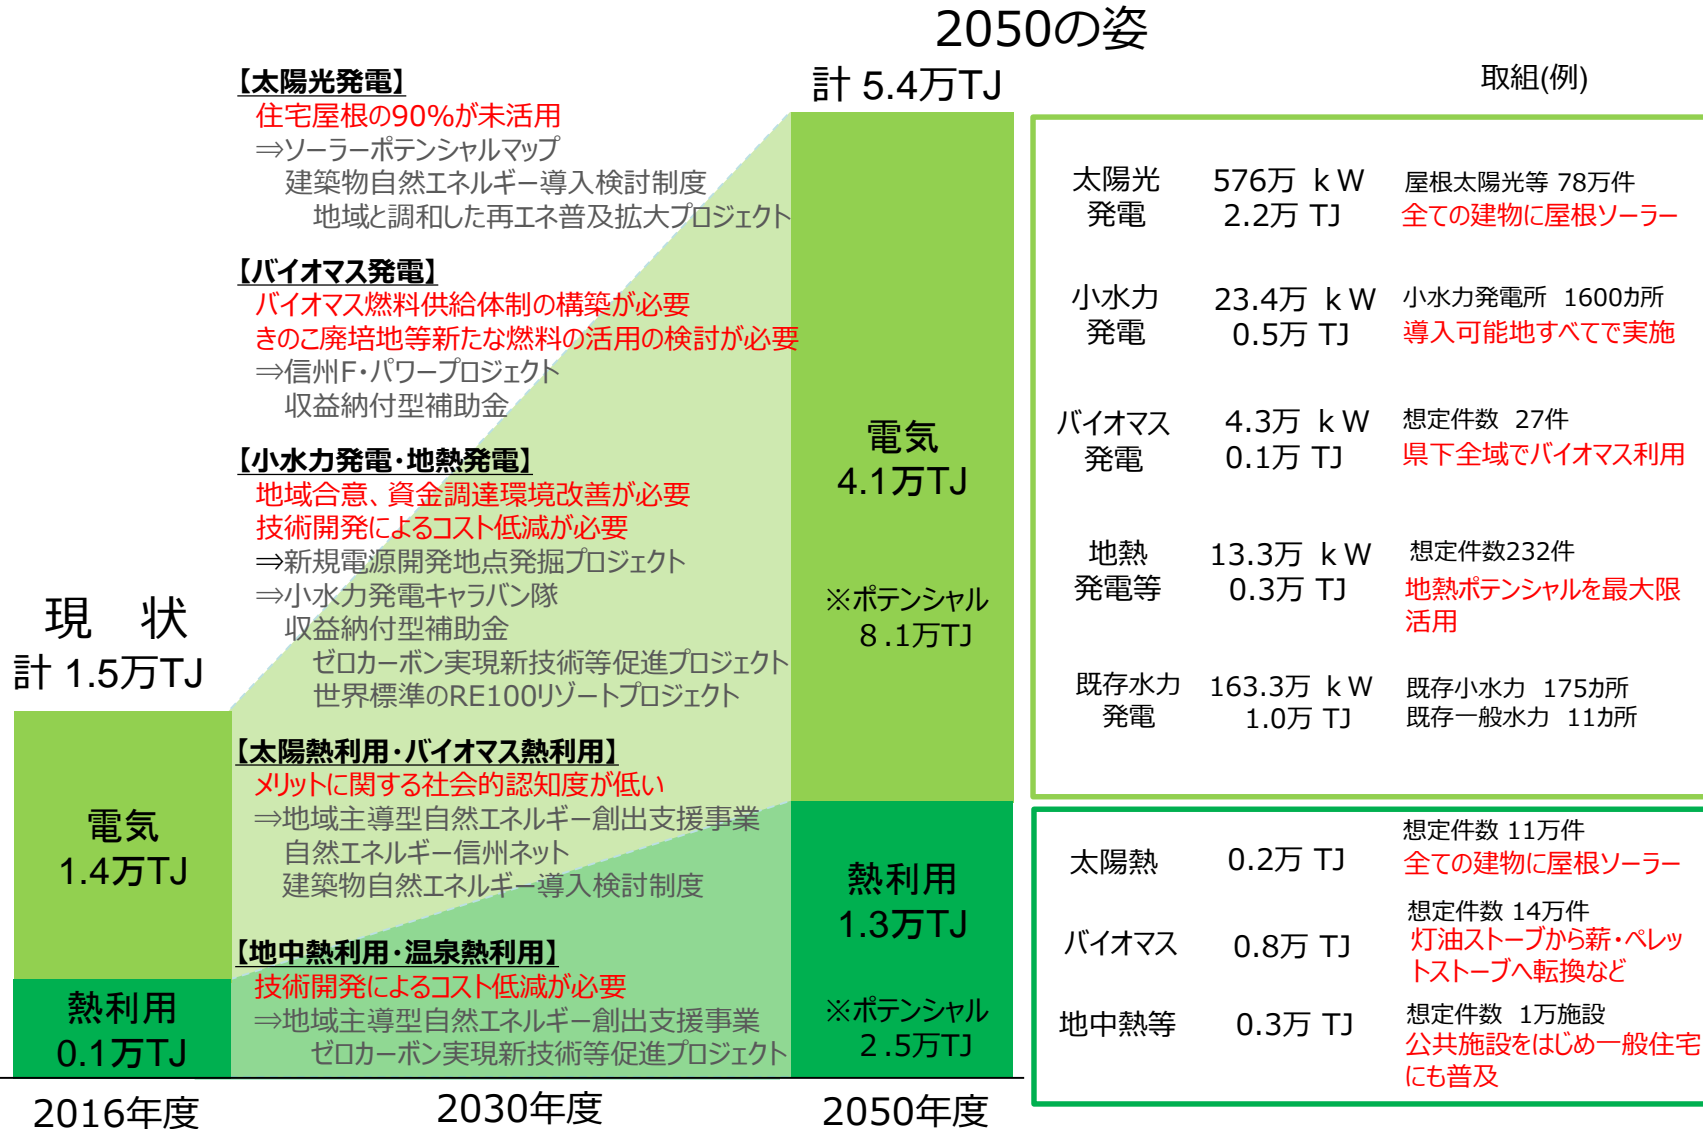 2050の姿
計 5.4万TJ
取組(例)
【太陽光発電】
住宅屋根の90%が未活用
⇒ソーラーポテンシャルマップ
建築物自然エネルギー導入検討制度
地域と調和した再エネ普及拡大プロジェクト
【バイオマス発電】
バイオマス燃料供給体制の構築が必要
きのこ廃培地等新たな燃料の活用の検討が必要
⇒信州F・パワープロジェクト
収益納付型補助金
【小水力発電・地熱発電】
地域合意、資金調達環境改善が必要
技術開発によるコスト低減が必要
⇒新規電源開発地点発掘プロジェクト
⇒小水力発電キャラバン隊
収益納付型補助金
ゼロカーボン実現新技術等促進プロジェクト
世界標準のRE100リゾートプロジェクト
【太陽熱利用・バイオマス熱利用】
メリットに関する社会的認知度が低い
⇒地域主導型自然エネルギー創出支援事業
自然エネルギー信州ネット
建築物自然エネルギー導入検討制度
【地中熱利用・温泉熱利用】
技術開発によるコスト低減が必要
⇒地域主導型自然エネルギー創出支援事業
ゼロカーボン実現新技術等促進プロジェクト
現　状
計 1.5万TJ
電気
1.4万TJ
熱利用
0.1万TJ
電気
4.1万TJ
※ポテンシャル
８.1万TJ
熱利用
1.3万TJ
※ポテンシャル
２.5万TJ
2016年度
2030年度
2050年度
太陽光 576万 ｋW 屋根太陽光等 78万件
発電 2.2万 TJ 全ての建物に屋根ソーラー
小水力 23.4万 ｋW 小水力発電所 1600カ所
発電 0.5万 TJ 導入可能地すべてで実施
バイオマス 4.3万 ｋW 想定件数 27件
発電 0.1万 TJ 県下全域でバイオマス利用
地熱 13.3万 ｋW 想定件数232件
発電等 0.3万 TJ 地熱ポテンシャルを最大限
活用
既存水力 163.3万 ｋW 既存小水力 175カ所
発電 1.0万 TJ 既存一般水力 11カ所
想定件数 11万件
太陽熱 0.2万 TJ 全ての建物に屋根ソーラー
想定件数 14万件
バイオマス 0.8万 TJ 灯油ストーブから薪・ペレッ
トストーブへ転換など
地中熱等 0.3万 TJ 想定件数 1万施設
公共施設をはじめ一般住宅
にも普及